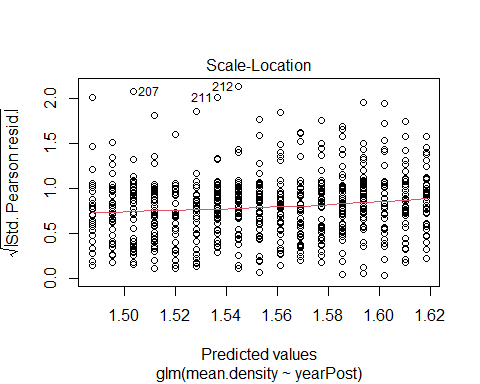 Scale-Location
√|Std. Pearson resid.|
2.0
1.5
1.0
0.5
0.0
207
211
212
1.50 1.52 1.54 1.56 1.58 1.60 1.62
Predicted values
glm(mean.density ~ yearPost)